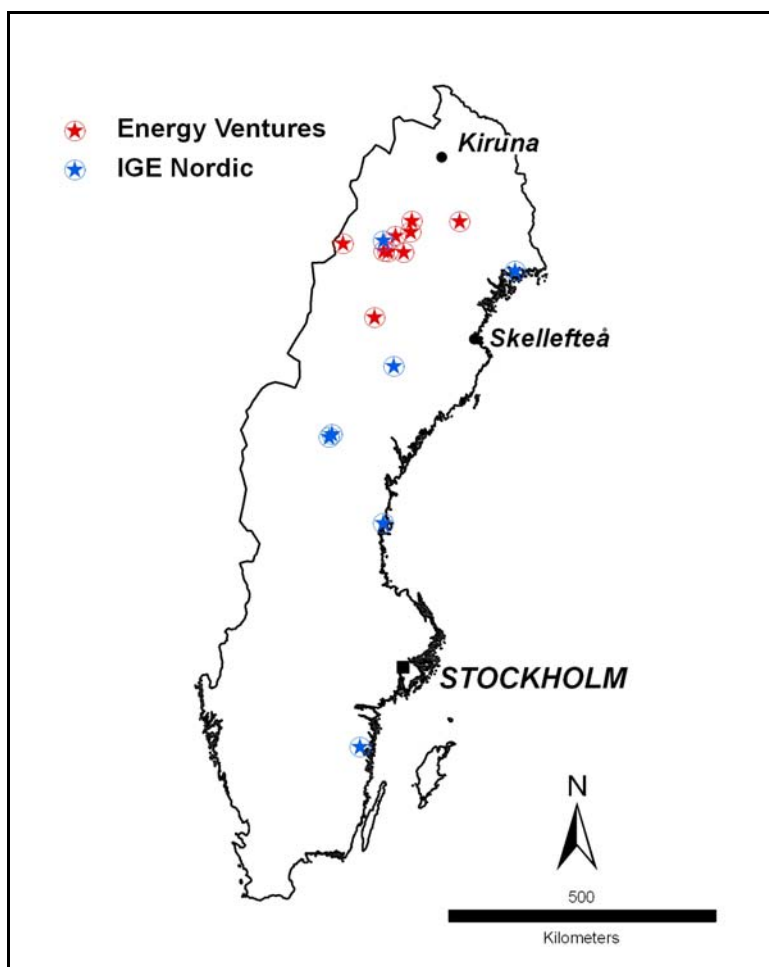 Energy Ventures
IGE Nordic
Kiruna
Skellefteå
STOCKHOLM
N
500
Kilometers